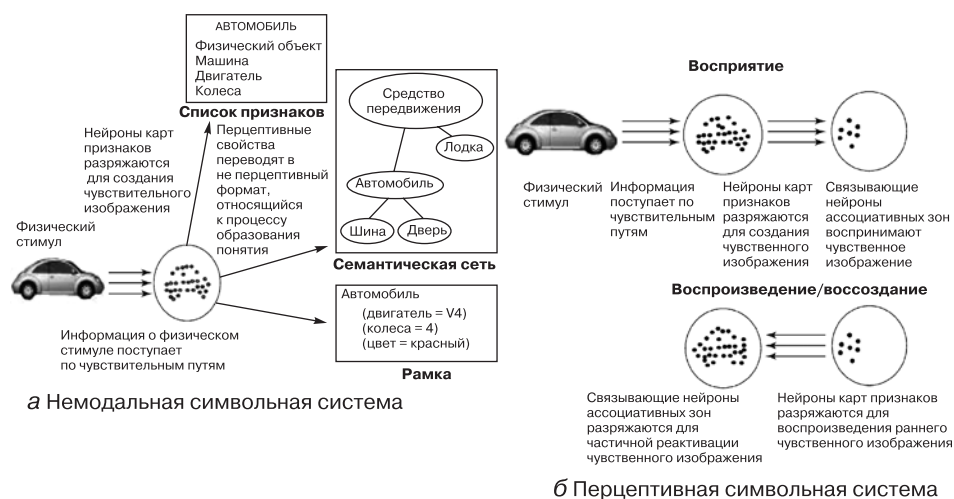 АВТОМОБИЛЬ
Физический объект
Машина
Двигатель
Колеса
Список признаков
Нейроны карт
признаков
разряжаются
для создания
чувствительного
изображения
Перцептивные
свойства
переводят в
не перцептивный
формат,
относящийся
к процессу
образования
понятия
Средство
передвижения
Лодка
Автомобиль
Шина
Дверь
Семантическая сеть
Физический
стимул
Информация о физическом
стимуле поступает
по чувствительным путям
Автомобиль
(двигатель = V4)
(колеса = 4)
(цвет = красный)
Рамка
а Немодальная символьная система
Восприятие
Физический
стимул
Информация
поступает по
чувствительным
путям
Нейроны карт
признаков
разряжаются
для создания
чувственного
изображения
Связывающие
нейроны
ассоциативных зон
воспринимают
чувственное
изображение
Воспроизведение/воссоздание
Связывающие нейроны
ассоциативных зон
разряжаются для
частичной реактивации
чувственного изображения
Нейроны карт признаков
разряжаются для
воспроизведения раннего
чувственного изображения
б Перцептивная символьная система